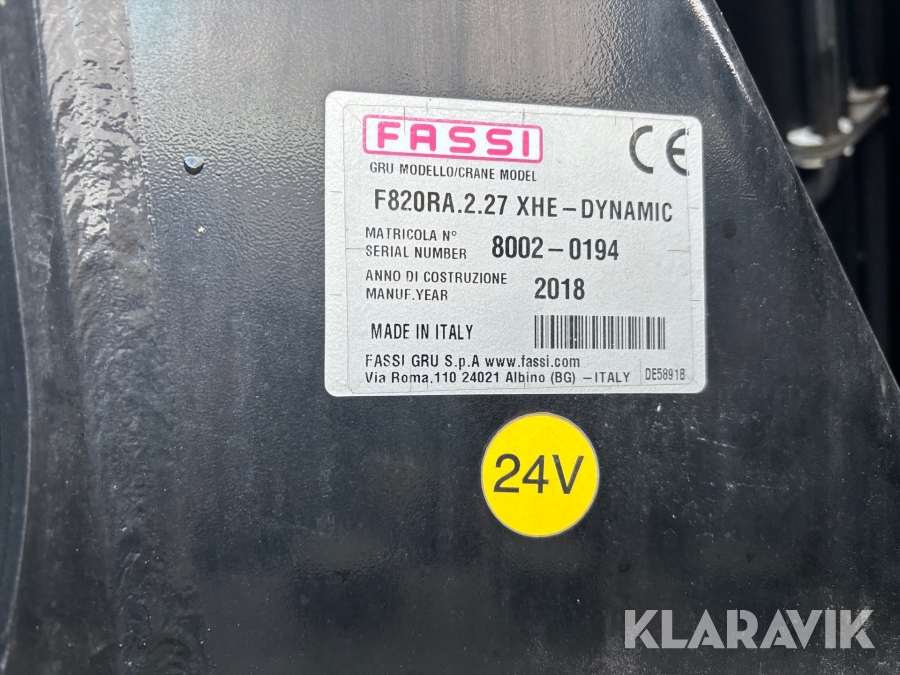 FASSI
CE
GRU MODELLO/CRANE MODEL
F820RA.2.27 XHE-DYNAMIC
MATRICOLA N°
SERIAL NUMBER 8002-0194
ANNO DI COSTRUZIONE
MANUF.YEAR 2018
MADE IN ITALY
FASSI GRU S.p.A www.fassi.com
Via Roma,110 24021 Albino (BG) -ITALY
DE5891B
24V
KLARAVIK